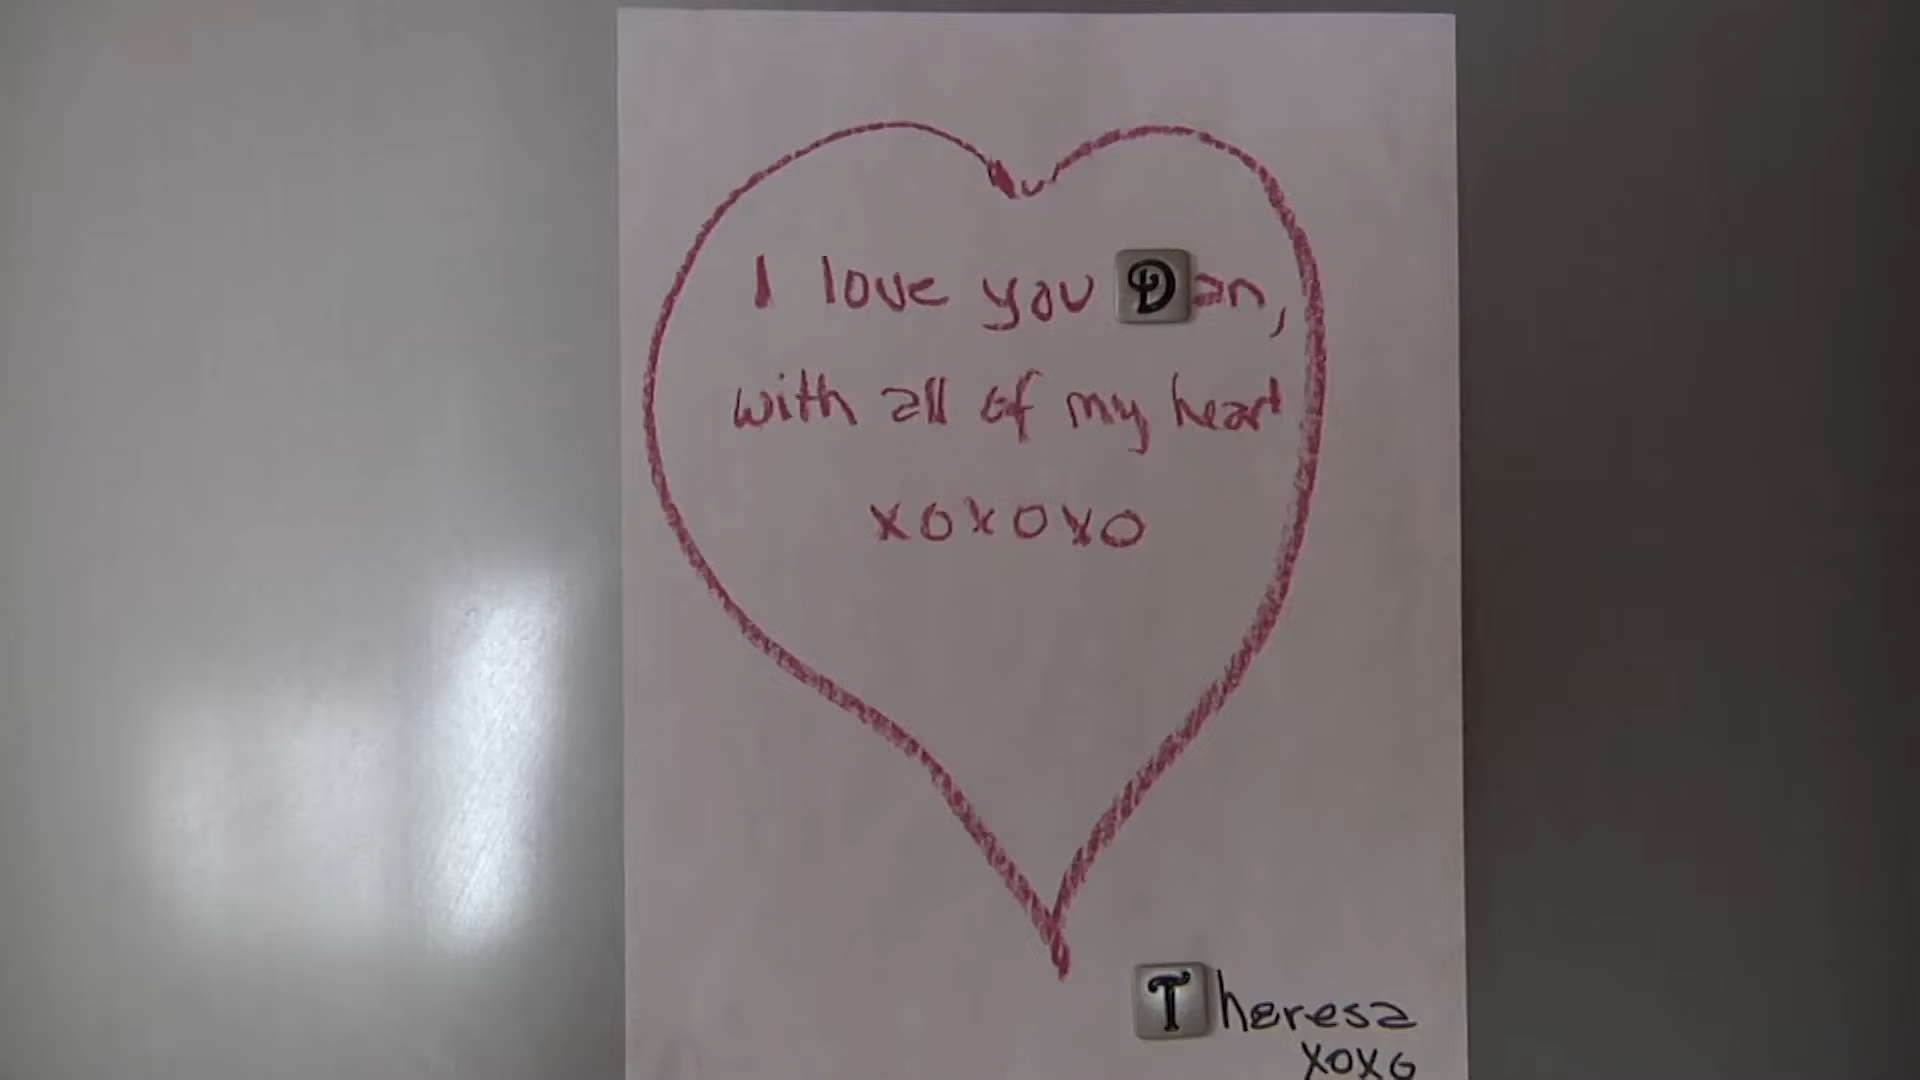 I love you Dan,
with all of my heart
xoxoxo
Theresa
xoxo